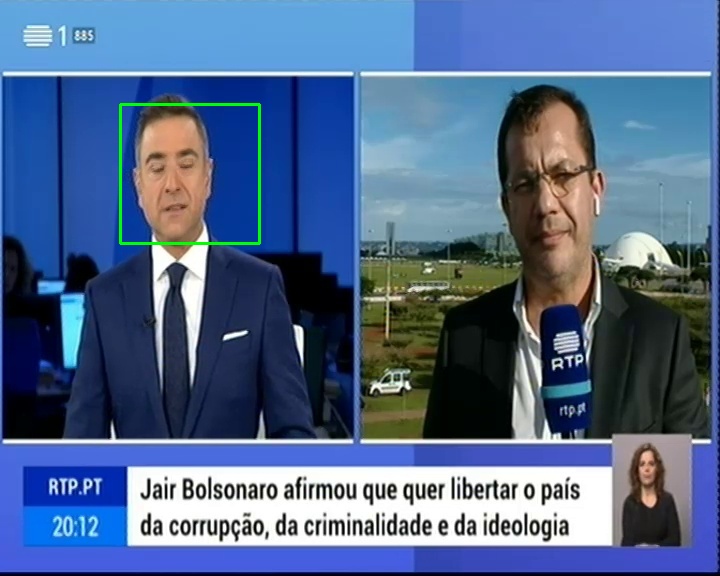 1 885
RTP
rtp.pt
RTP.PT
20:12
Jair Bolsonaro afirmou que quer libertar o país
da corrupção, da criminalidade e da ideologia